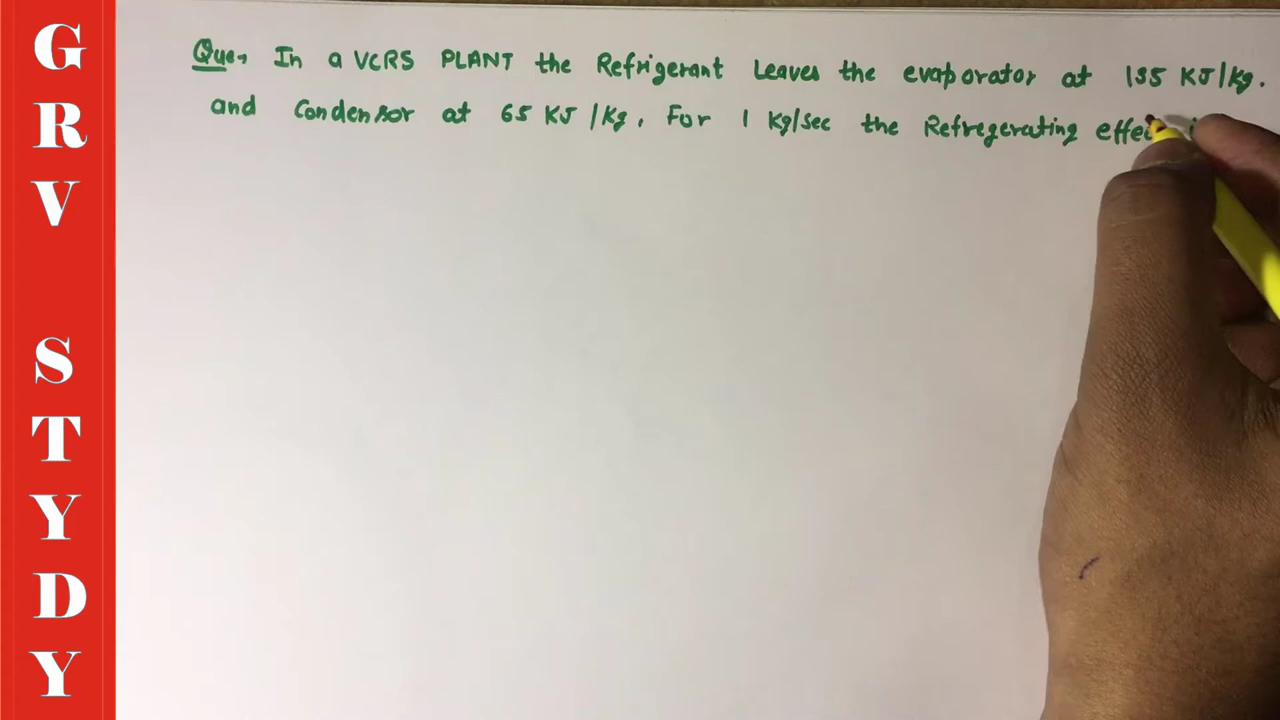 GRV STYDY
Que, In a VCRS PLANT the Refrigerant Leaves the evaporator at 195 KJ/kg.
and Condensor at 65 KJ/kg. For 1 Kg/sec the Refregerating